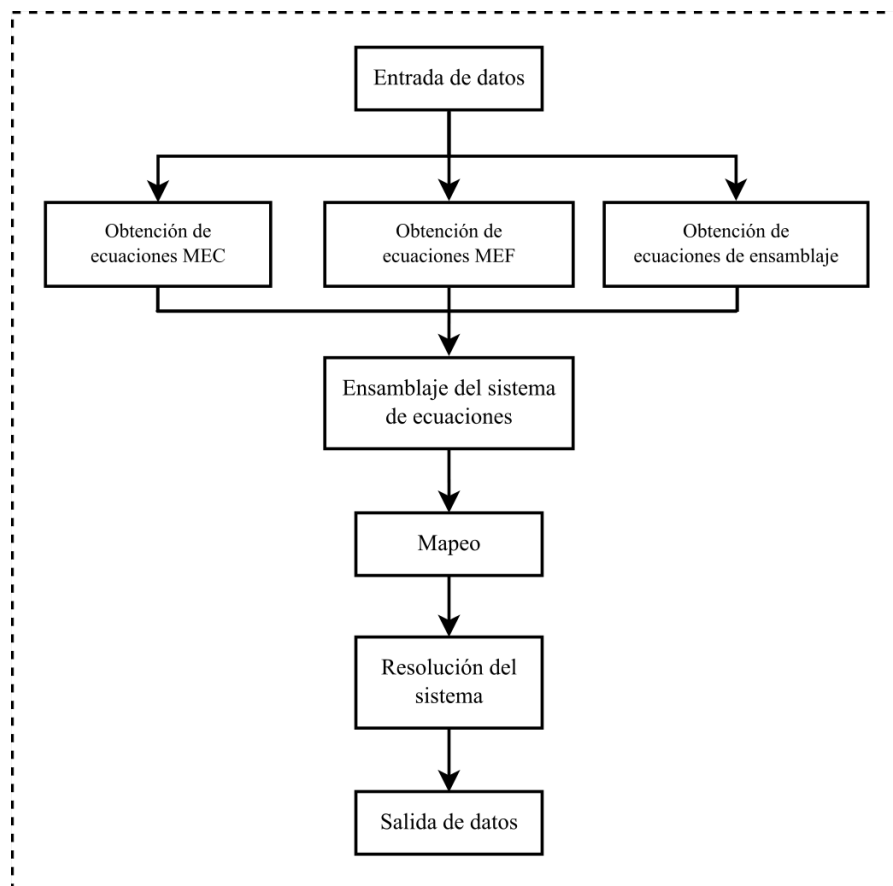 Entrada de datos
Obtención de
ecuaciones MEC
Obtención de
ecuaciones MEF
Obtención de
ecuaciones de ensamblaje
Ensamblaje del sistema
de ecuaciones
Mapeo
Resolución del
sistema
Salida de datos